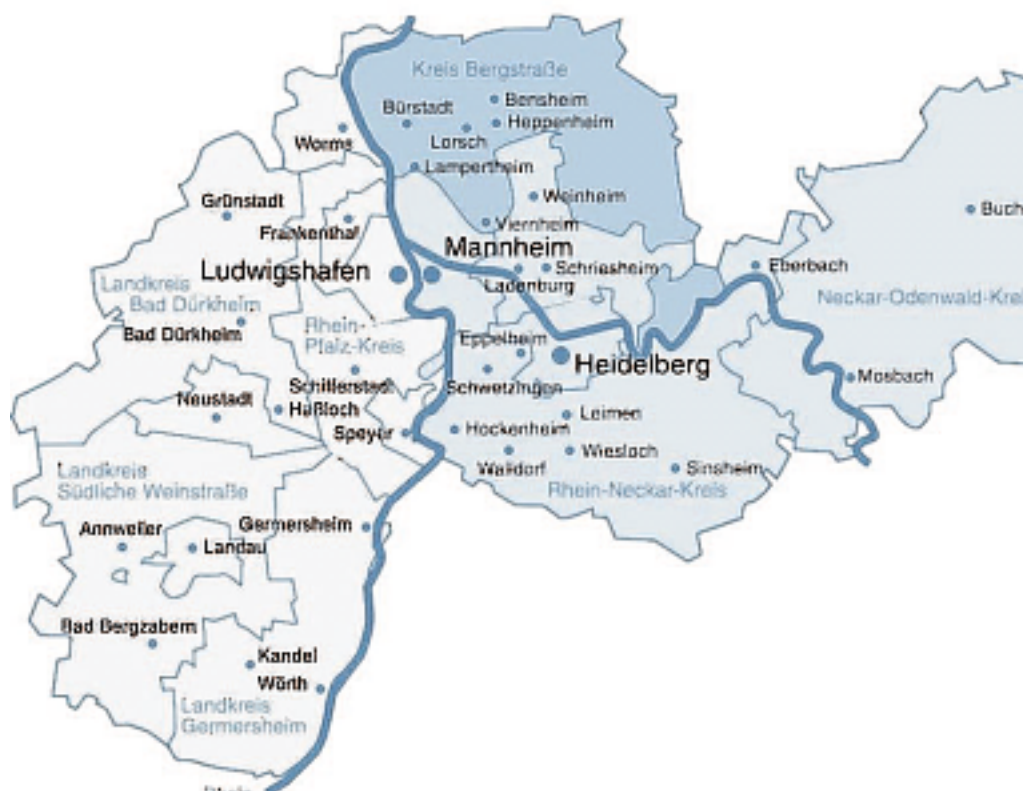 Kreis Bergstraße
Bensheim
Bürstadt
Heppenheim
Worms
Lorsch
Lampertheim
Weinheim
Grünstadt
Viernheim
Buch
Frankenthal
Mannheim
Ludwigshafen
Schriesheim
Eberbach
Ladenburg
Landkreis
Bad Dürkheim
Neckar-Odenwald-Krei
Rhein-
Pfalz-Kreis
Bad Dürkheim
Eppelheim
Heidelberg
Schifferstadt
Schwetzingen
Mosbach
Neustadt
Haßloch
Leimen
Speyer
Hockenheim
Walldorf
Wiesloch
Sinsheim
Landkreis
Südliche Weinstraße
Rhein-Neckar-Kreis
Annweiler
Germersheim
Landau
Bad Bergzabern
Kandel
Wörth
Landkreis
Germersheim